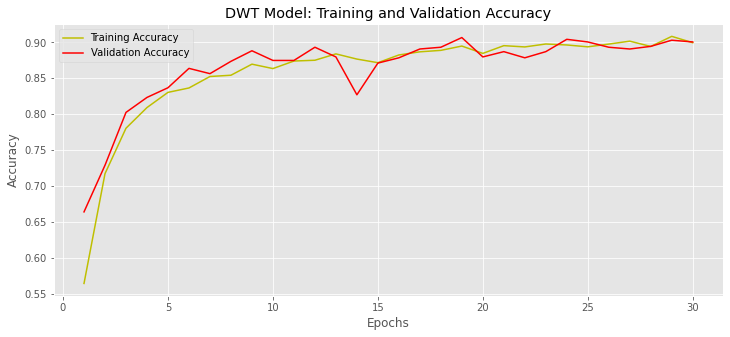 DWT Model: Training and Validation Accuracy
Training Accuracy
Validation Accuracy
0.90
0.85
0.80
0.75
0.70
0.65
0.60
0.55
Accuracy
0 5 10 15 20 25 30
Epochs